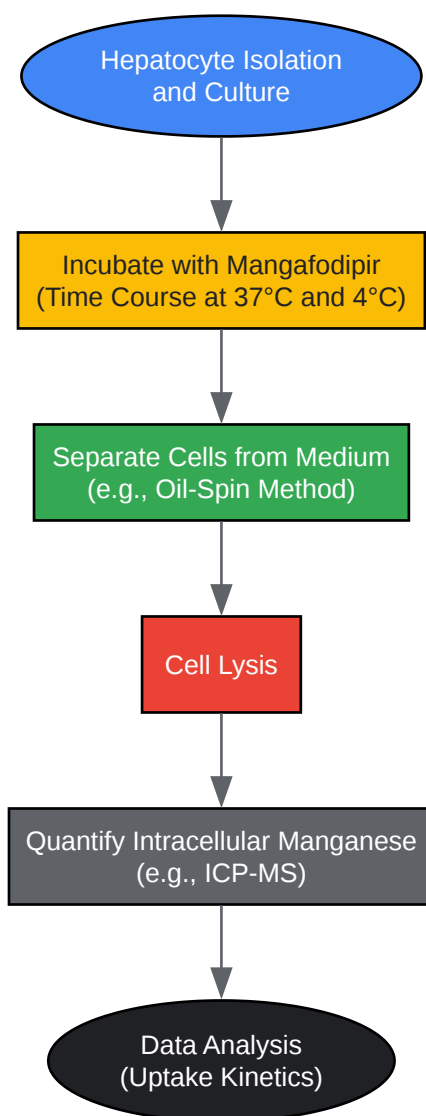 Hepatocyte Isolation
and Culture
Incubate with Mangafodipir
(Time Course at 37°C and 4°C)
Separate Cells from Medium
(e.g., Oil-Spin Method)
Cell Lysis
Quantify Intracellular Manganese
(e.g., ICP-MS)
Data Analysis
(Uptake Kinetics)